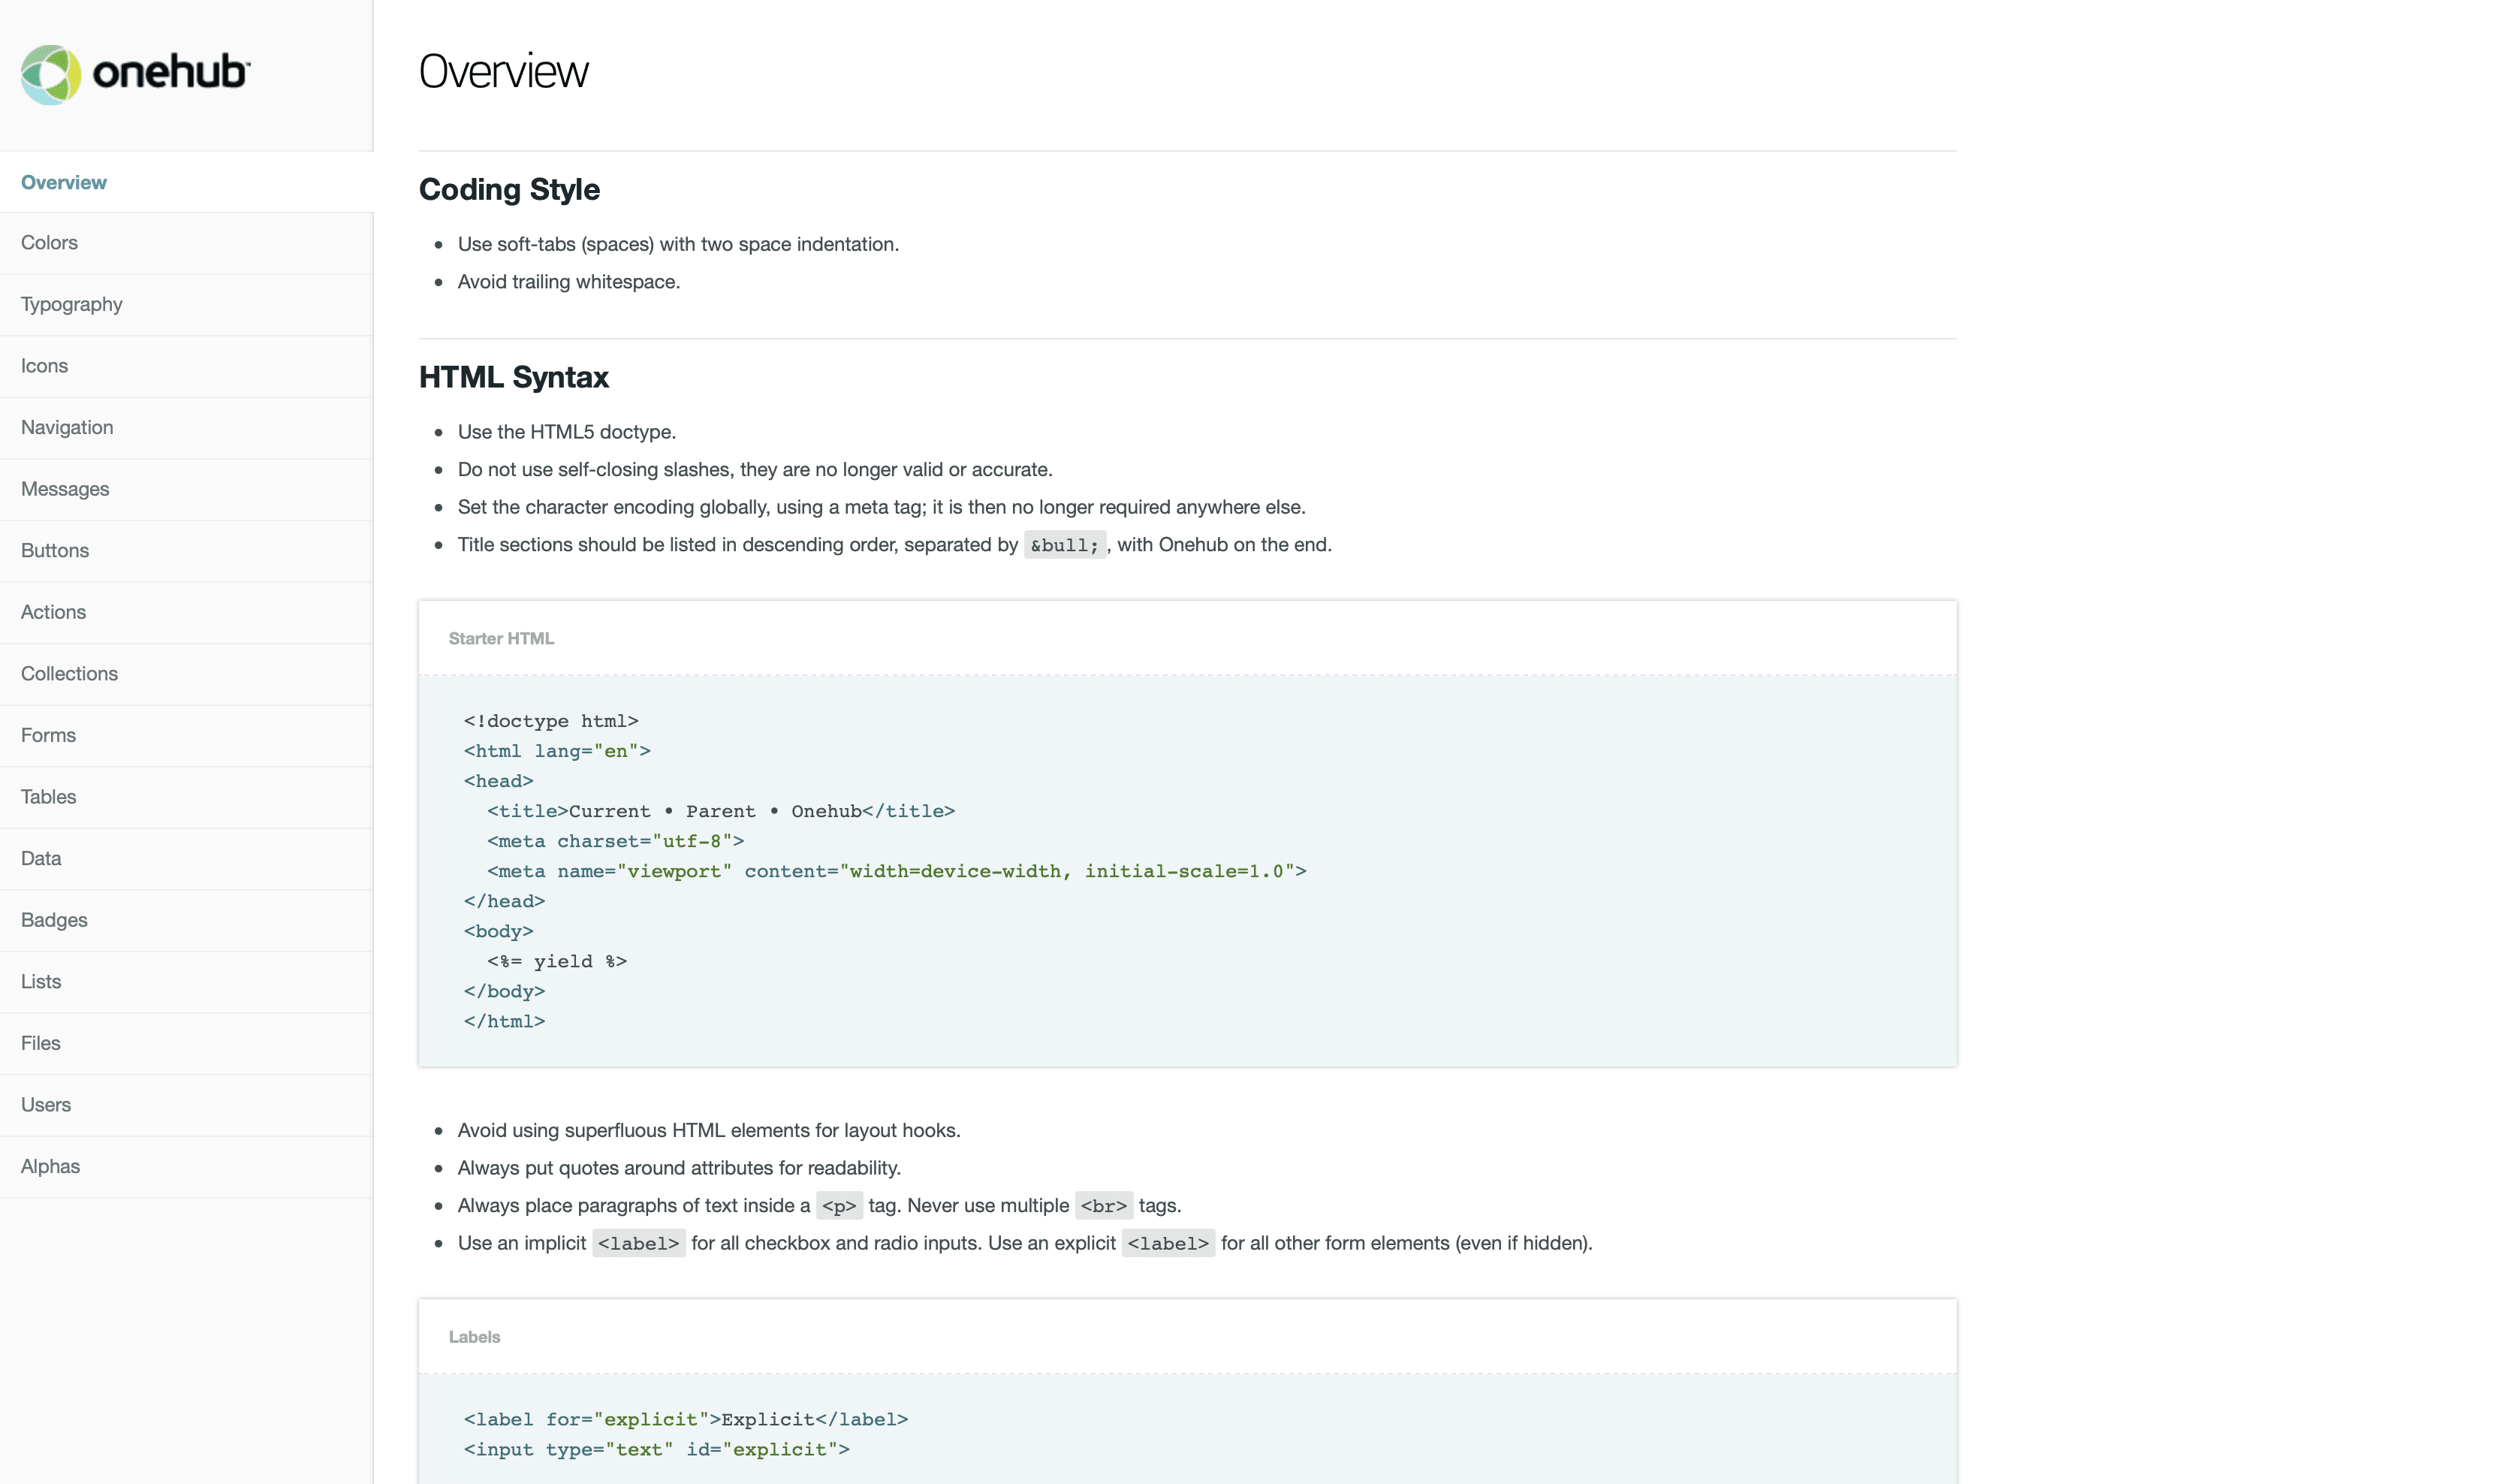 onehub™
Overview
Colors
Typography
Icons
Navigation
Messages
Buttons
Actions
Collections
Forms
Tables
Data
Badges
Lists
Files
Users
Alphas
Overview
Coding Style
• Use soft-tabs (spaces) with two space indentation.
• Avoid trailing whitespace.
HTML Syntax
• Use the HTML5 doctype.
• Do not use self-closing slashes, they are no longer valid or accurate.
• Set the character encoding globally, using a meta tag; it is then no longer required anywhere else.
• Title sections should be listed in descending order, separated by &bull; , with Onehub on the end.
Starter HTML
<!doctype html>
<html lang="en">
<head>
  <title>Current • Parent • Onehub</title>
  <meta charset="utf-8">
  <meta name="viewport" content="width=device-width, initial-scale=1.0">
</head>
<body>
  <%= yield %>
</body>
</html>
• Avoid using superfluous HTML elements for layout hooks.
• Always put quotes around attributes for readability.
• Always place paragraphs of text inside a <p> tag. Never use multiple <br> tags.
• Use an implicit <label> for all checkbox and radio inputs. Use an explicit <label> for all other form elements (even if hidden).
Labels
<label for="explicit">Explicit</label>
<input type="text" id="explicit">